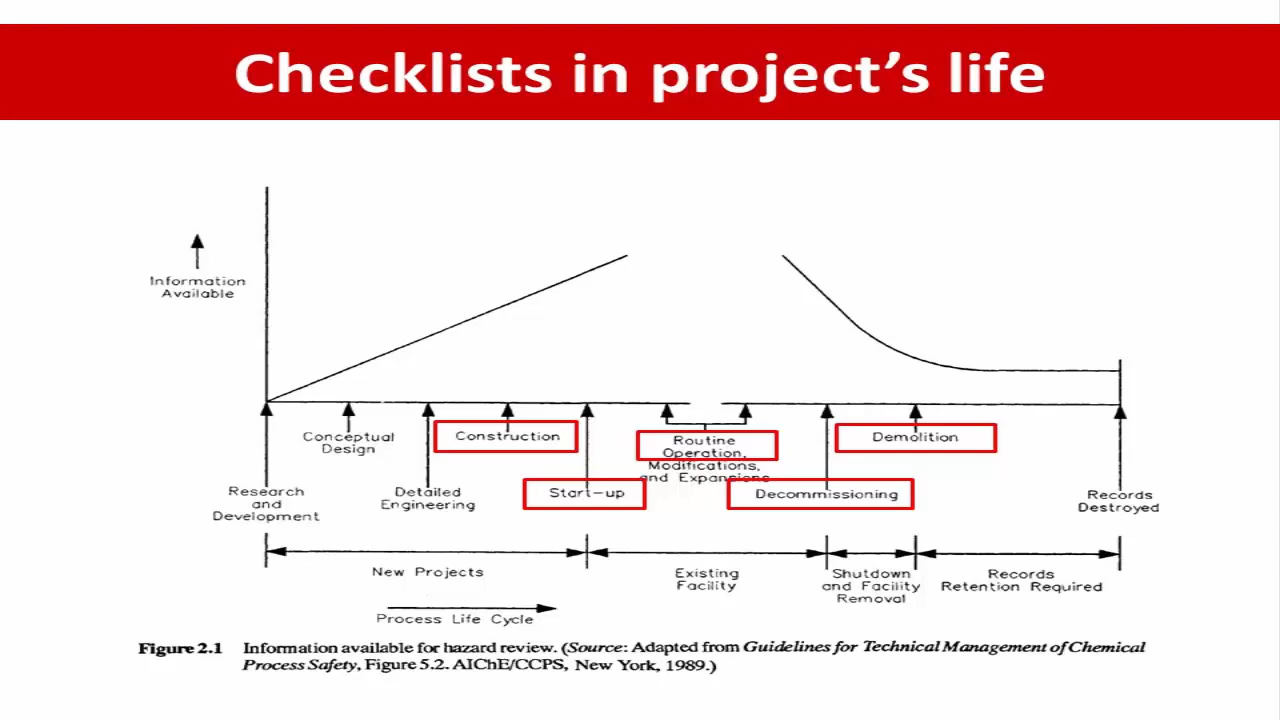 Checklists in project's life
Information
Available
Conceptual
Design
Construction
Routine
Operation,
Modifications,
and Expansions
Demolition
Research
and
Development
Detailed
Engineering
Start-up
Decommissioning
Records
Destroyed
New Projects
Existing
Facility
Shutdown
and Facility
Removal
Records
Retention Required
Process Life Cycle
Figure 2.1 Information available for hazard review. (Source: Adapted from Guidelines for Technical Management of Chemical
Process Safety, Figure 5.2. AIChE/CCPS, New York, 1989.)